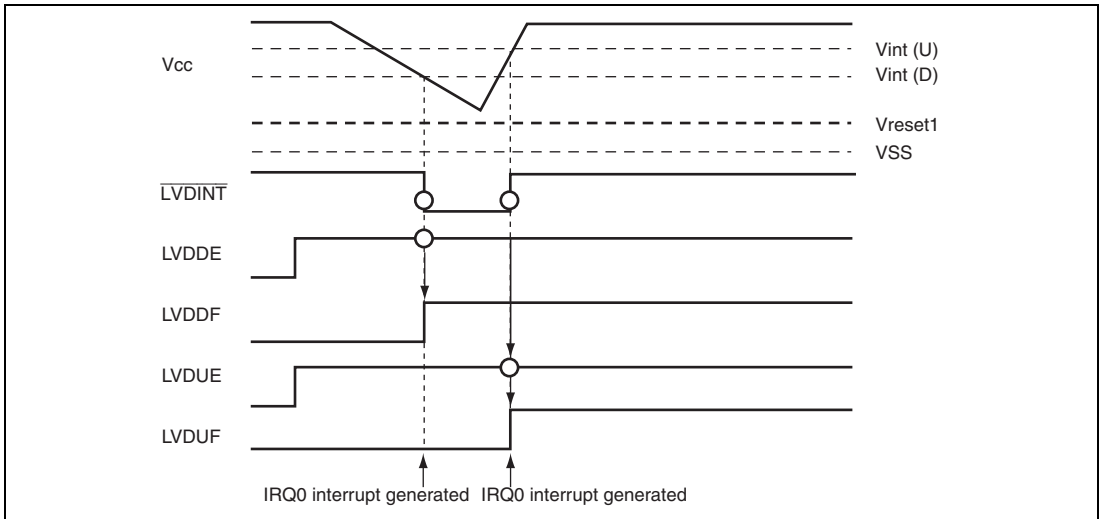 Vcc
Vint (U)
Vint (D)
Vreset1
VSS
LVDINT
LVDDE
LVDDF
LVDUE
LVDUF
IRQ0 interrupt generated IRQ0 interrupt generated